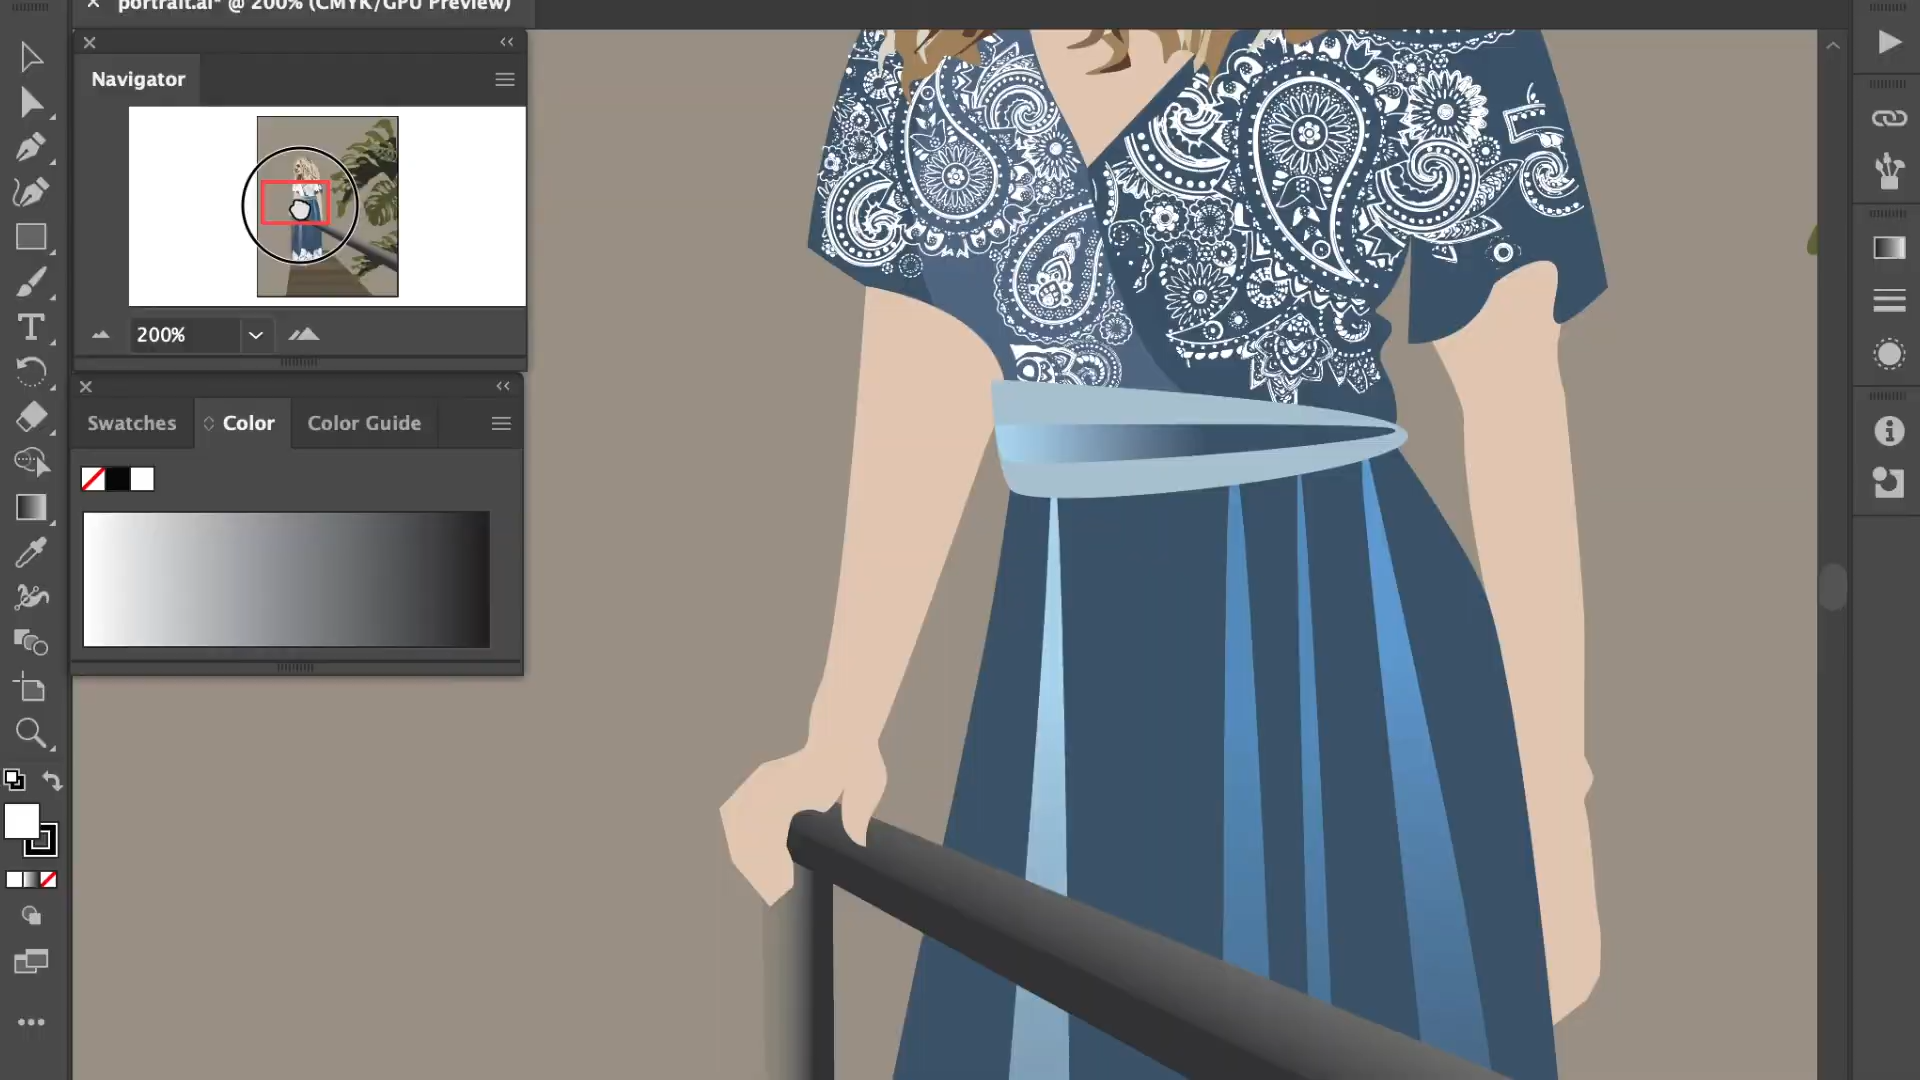 portrait.ai* @ 200% (CMYK/GPU Preview)
Navigator
200%
Swatches
Color
Color Guide